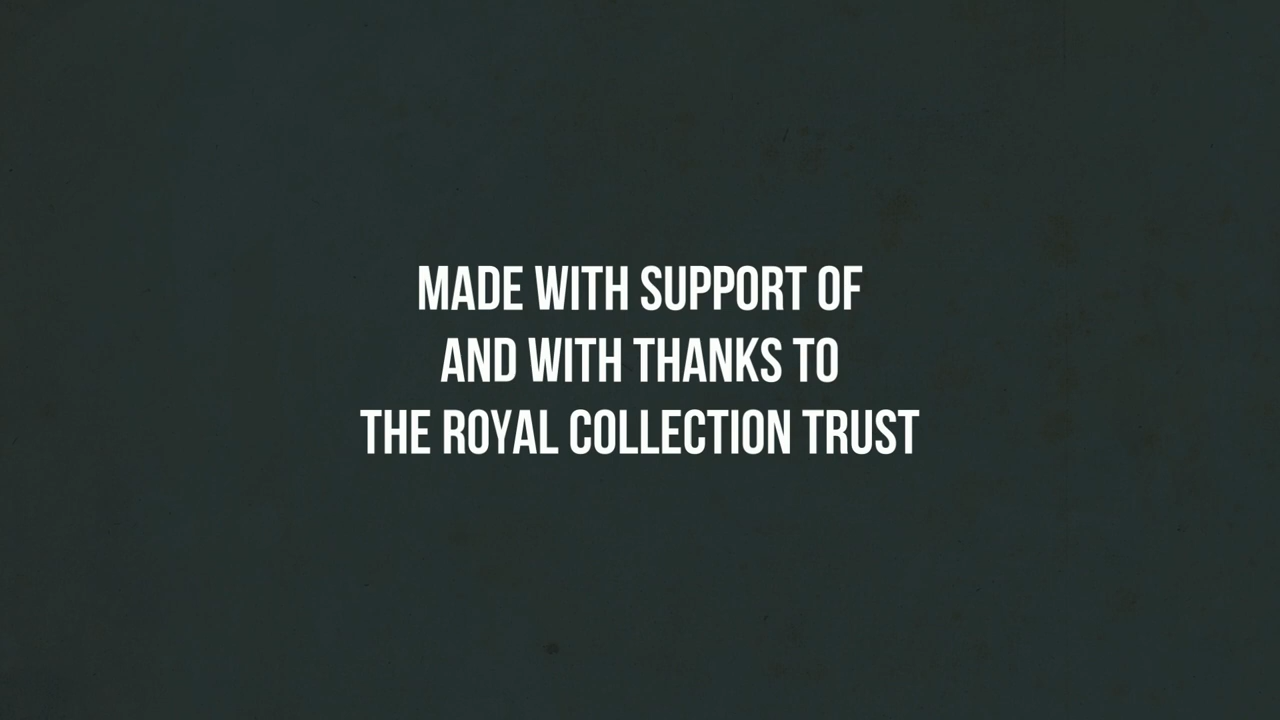 MADE WITH SUPPORT OF
AND WITH THANKS TO
THE ROYAL COLLECTION TRUST